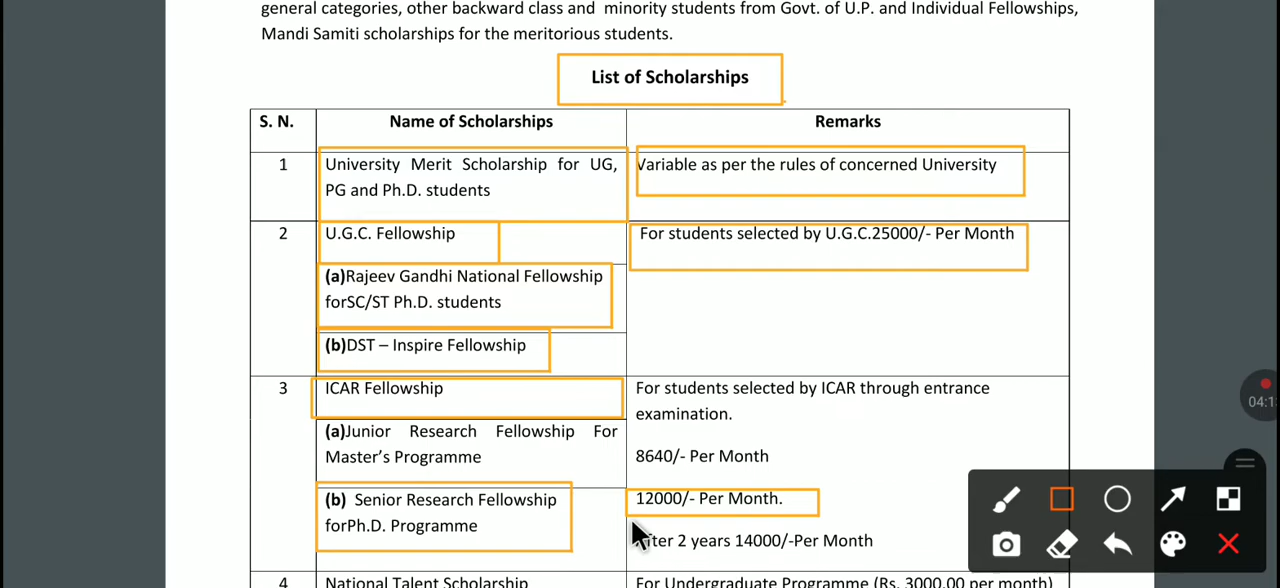 general categories, other backward class and minority students from Govt. of U.P. and Individual Fellowships,
Mandi Samiti scholarships for the meritorious students.
List of Scholarships
S. N. Name of Scholarships Remarks
1 University Merit Scholarship for UG, Variable as per the rules of concerned University
PG and Ph.D. students
2 U.G.C. Fellowship For students selected by U.G.C.25000/- Per Month
(a)Rajeev Gandhi National Fellowship
forSC/ST Ph.D. students
(b)DST – Inspire Fellowship
3 ICAR Fellowship For students selected by ICAR through entrance
examination.
(a)Junior Research Fellowship For
Master's Programme 8640/- Per Month
(b) Senior Research Fellowship 12000/- Per Month.
forPh.D. Programme
2 years 14000/-Per Month
4 National Talent Scholarship For Undergraduate Programme (Rs. 3000.00 per month)